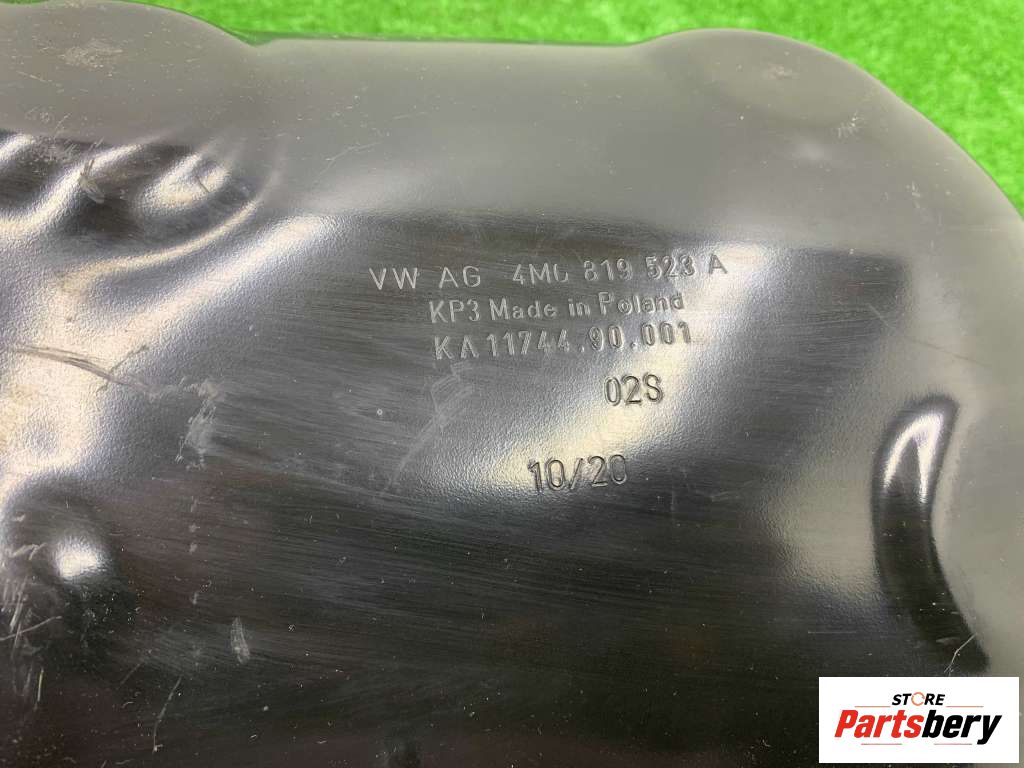 VW AG 4M0 819 523 A
KP3 Made in Poland
KA 11744.90.001
02S
10/20
STORE
Partsbery